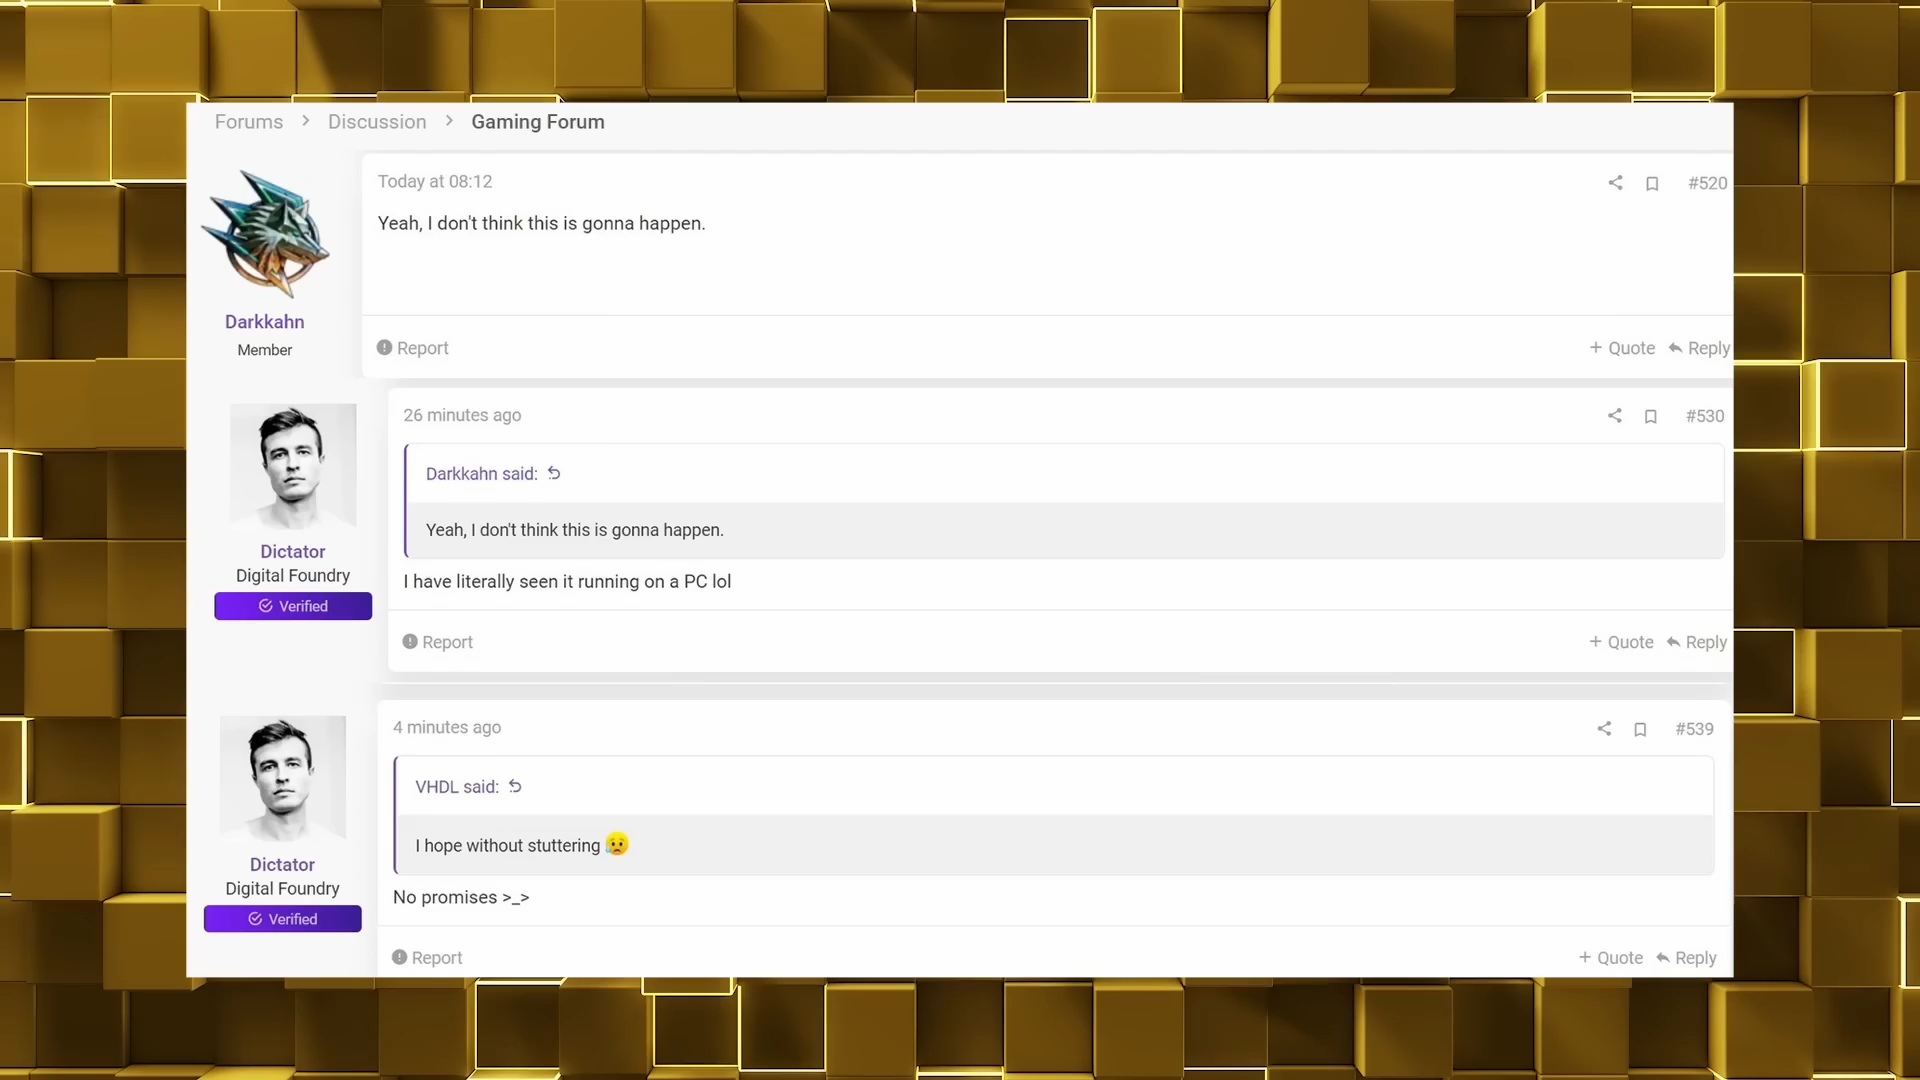 Forums > Discussion > Gaming Forum
Today at 08:12
#520
Yeah, I don't think this is gonna happen.
Darkkahn
Member
Report
+ Quote Reply
26 minutes ago
#530
Darkkahn said:
Yeah, I don't think this is gonna happen.
Dictator
Digital Foundry
Verified
I have literally seen it running on a PC lol
Report
+ Quote Reply
4 minutes ago
#539
VHDL said:
I hope without stuttering 😥
Dictator
Digital Foundry
Verified
No promises >_>
Report
+ Quote Reply